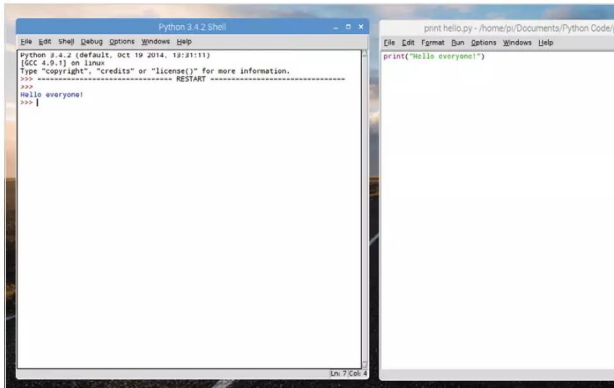 Python 3.4.2 Shell
File Edit Shell Debug Options Windows Help
Python 3.4.2 (default, Oct 19 2014, 13:31:11)
[GCC 4.9.1] on linux
Type "copyright", "credits" or "license()" for more information.
>>> ================================ RESTART ================================
>>>
Hello everyone!
>>>
Ln: 7 Col: 4
print hello.py - /home/pi/Documents/Python Code/
File Edit Format Run Options Windows Help
print("Hello everyone!")